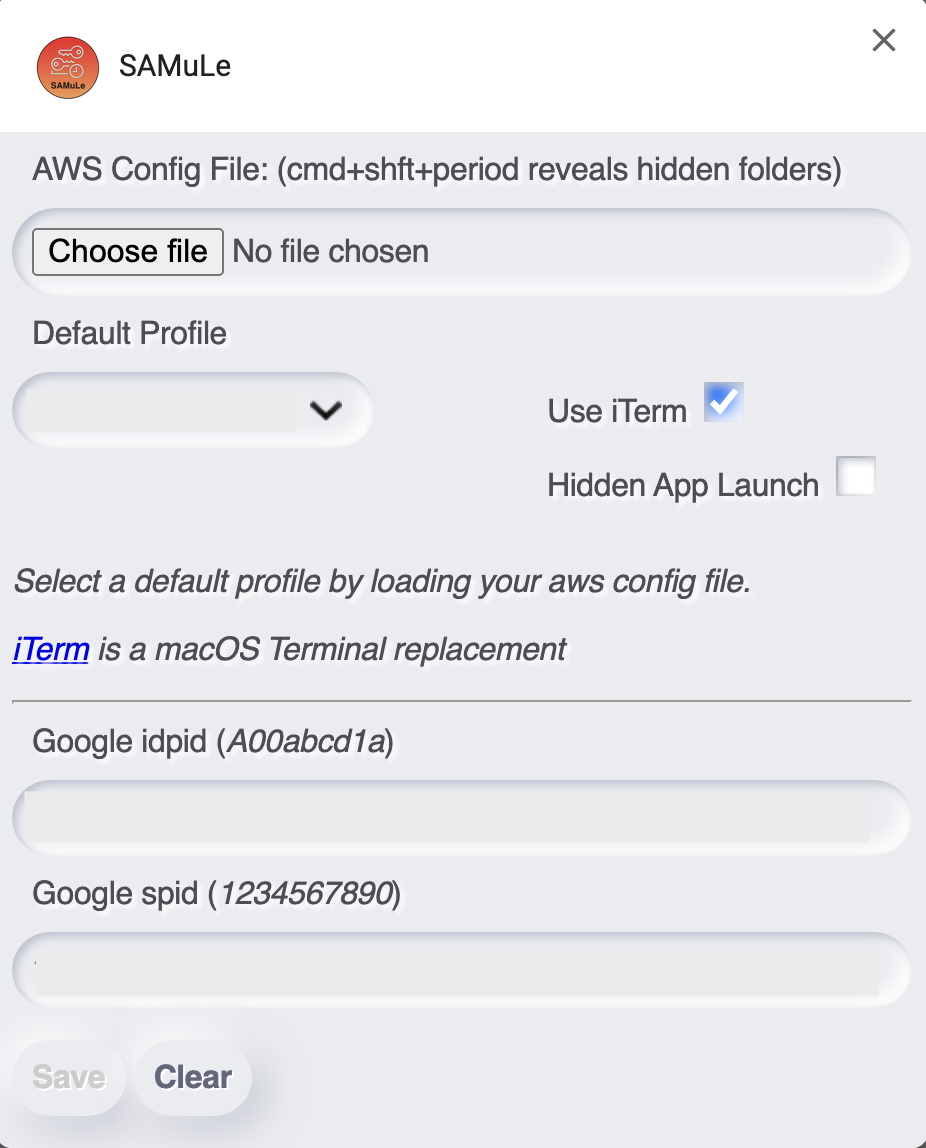 SAMuLe
SAMuLe
AWS Config File: (cmd+shft+period reveals hidden folders)
Choose file No file chosen
Default Profile
Use iTerm
Hidden App Launch
Select a default profile by loading your aws config file.
iTerm is a macOS Terminal replacement
Google idpid (A00abcd1a)
Google spid (1234567890)
Save Clear